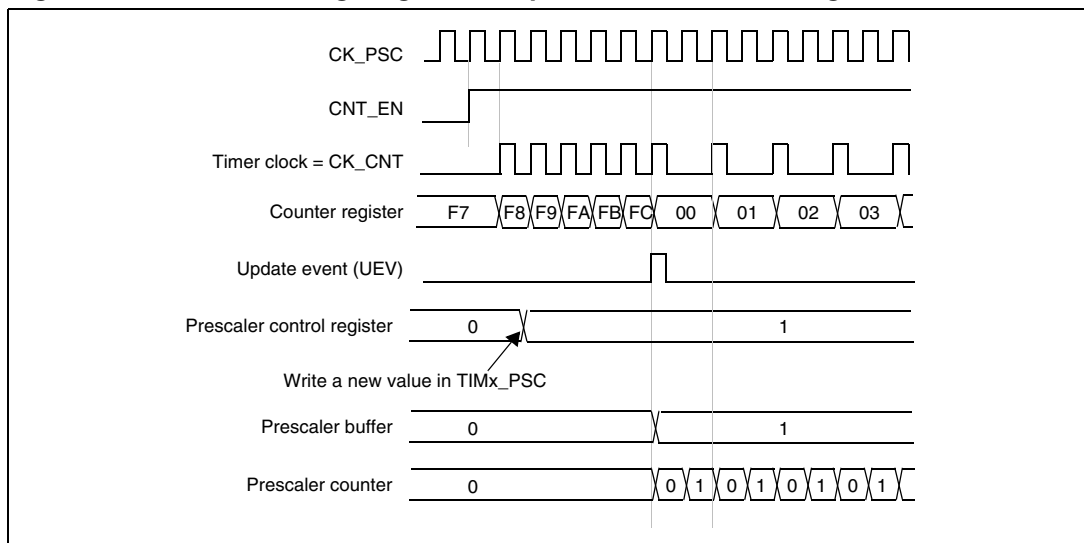 CK_PSC
CNT_EN
Timer clock = CK_CNT
Counter register F7 F8 F9 FA FB FC 00 01 02 03
Update event (UEV)
Prescaler control register 0 1
Write a new value in TIMx_PSC
Prescaler buffer 0 1
Prescaler counter 0 0 1 0 1 0 1 0 1